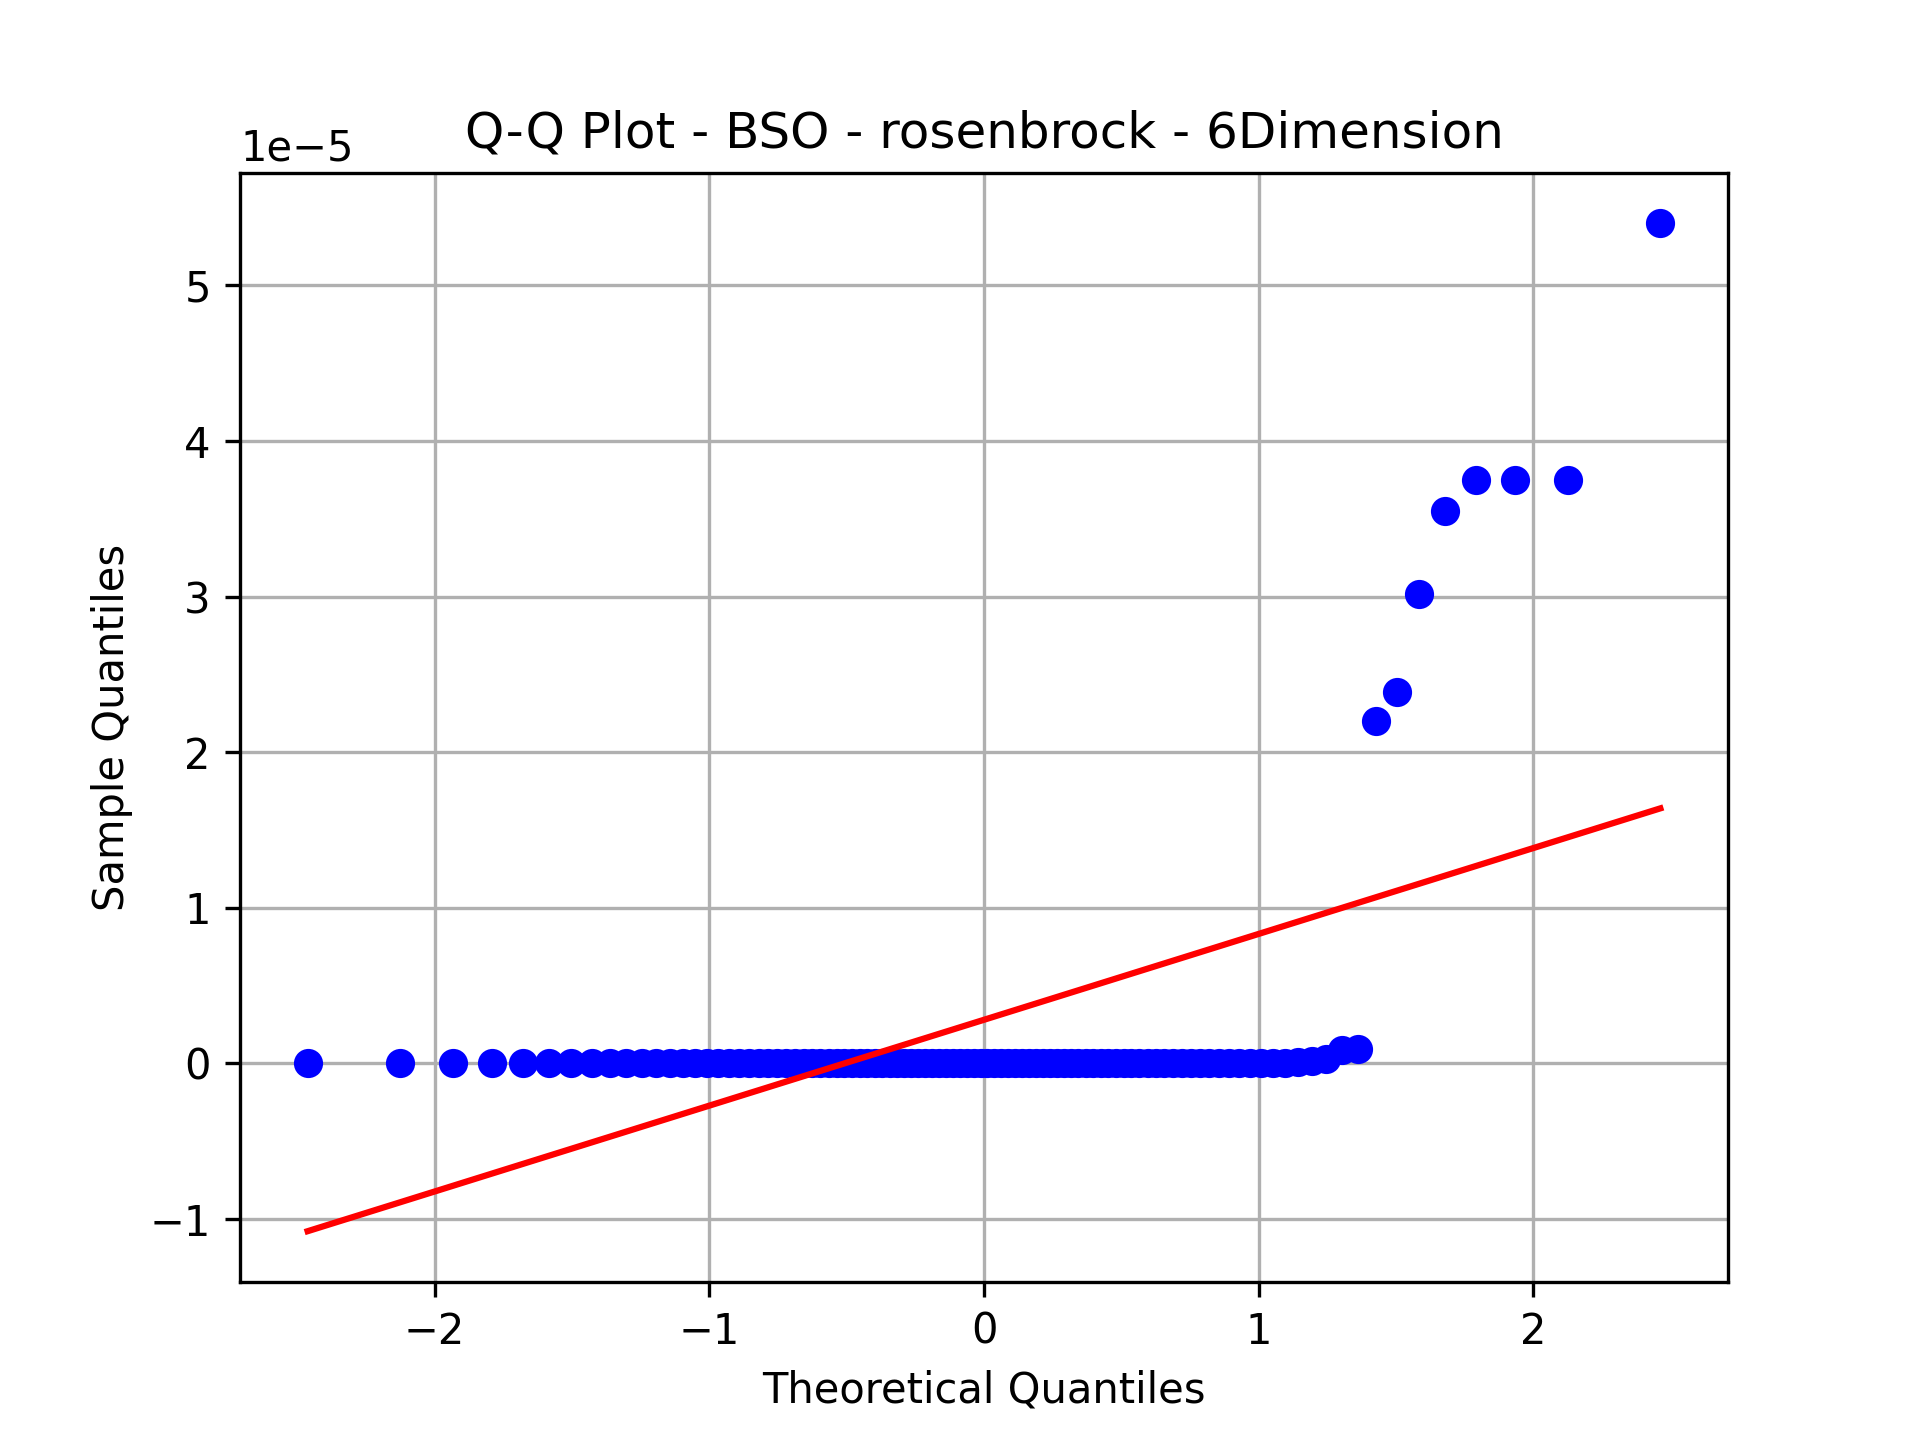 Q-Q Plot - BSO - rosenbrock - 6Dimension
1e−5
5
4
3
2
1
0
−1
Sample Quantiles
−2 −1 0 1 2
Theoretical Quantiles